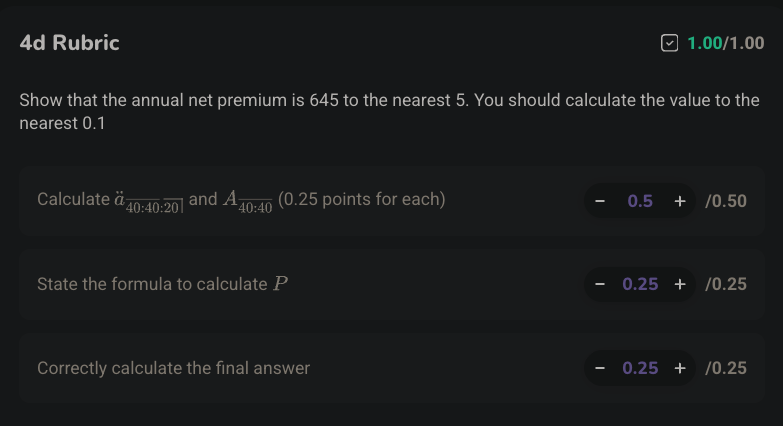 4d Rubric
1.00/1.00
Show that the annual net premium is 645 to the nearest 5. You should calculate the value to the
nearest 0.1
Calculate $\ddot{a}_{\overline{40:40}:\overline{20|}}$ and $A_{\overline{40:40}}$ (0.25 points for each)
− 0.5 + /0.50
State the formula to calculate $P$
− 0.25 + /0.25
Correctly calculate the final answer
− 0.25 + /0.25